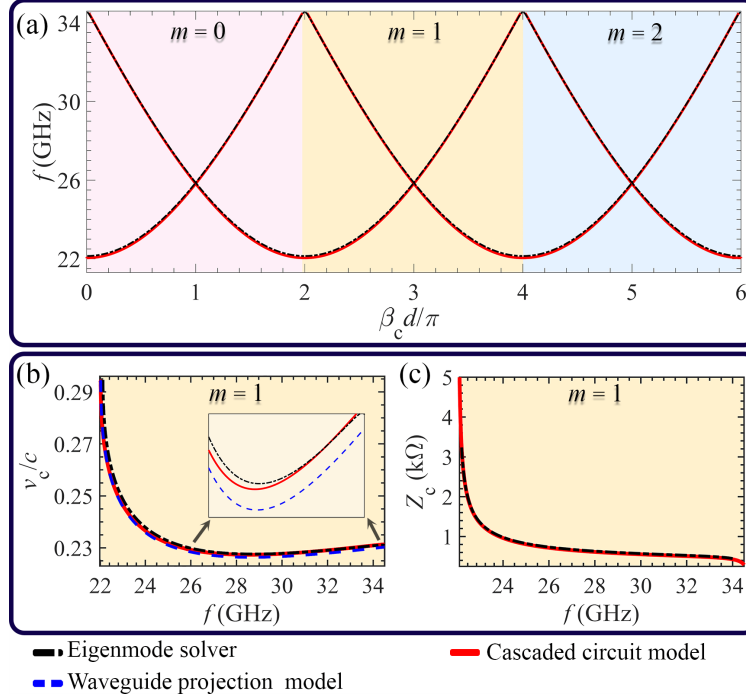 (a)
m = 0
m = 1
m = 2
34
30
26
22
f (GHz)
0 1 2 3 4 5 6
β_c d/π
(b)
m = 1
0.29
0.27
0.25
0.23
v_c/c
22 24 26 28 30 32 34
f (GHz)
(c)
m = 1
5
4
3
2
1
Z_c (kΩ)
24 26 28 30 32 34
f (GHz)
Eigenmode solver
Cascaded circuit model
Waveguide projection model